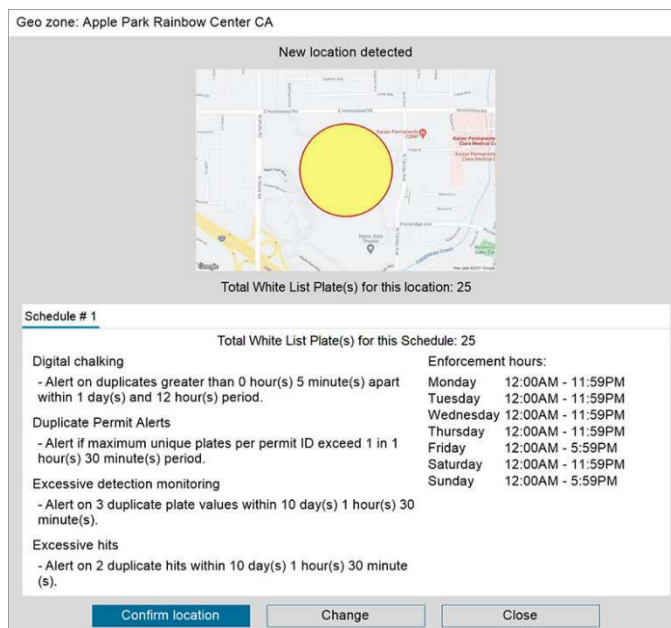 Geo zone: Apple Park Rainbow Center CA
New location detected
E Homestead Rd
E Homestead Rd
Kaiser Permanente
Google
Total White List Plate(s) for this location: 25
Schedule # 1
Total White List Plate(s) for this Schedule: 25
Digital chalking
- Alert on duplicates greater than 0 hour(s) 5 minute(s) apart
within 1 day(s) and 12 hour(s) period.
Duplicate Permit Alerts
- Alert if maximum unique plates per permit ID exceed 1 in 1
hour(s) 30 minute(s) period.
Excessive detection monitoring
- Alert on 3 duplicate plate values within 10 day(s) 1 hour(s) 30
minute(s).
Excessive hits
- Alert on 2 duplicate hits within 10 day(s) 1 hour(s) 30 minute
(s).
Enforcement hours:
Monday 12:00AM - 11:59PM
Tuesday 12:00AM - 11:59PM
Wednesday 12:00AM - 11:59PM
Thursday 12:00AM - 11:59PM
Friday 12:00AM - 5:59PM
Saturday 12:00AM - 11:59PM
Sunday 12:00AM - 5:59PM
Confirm location
Change
Close